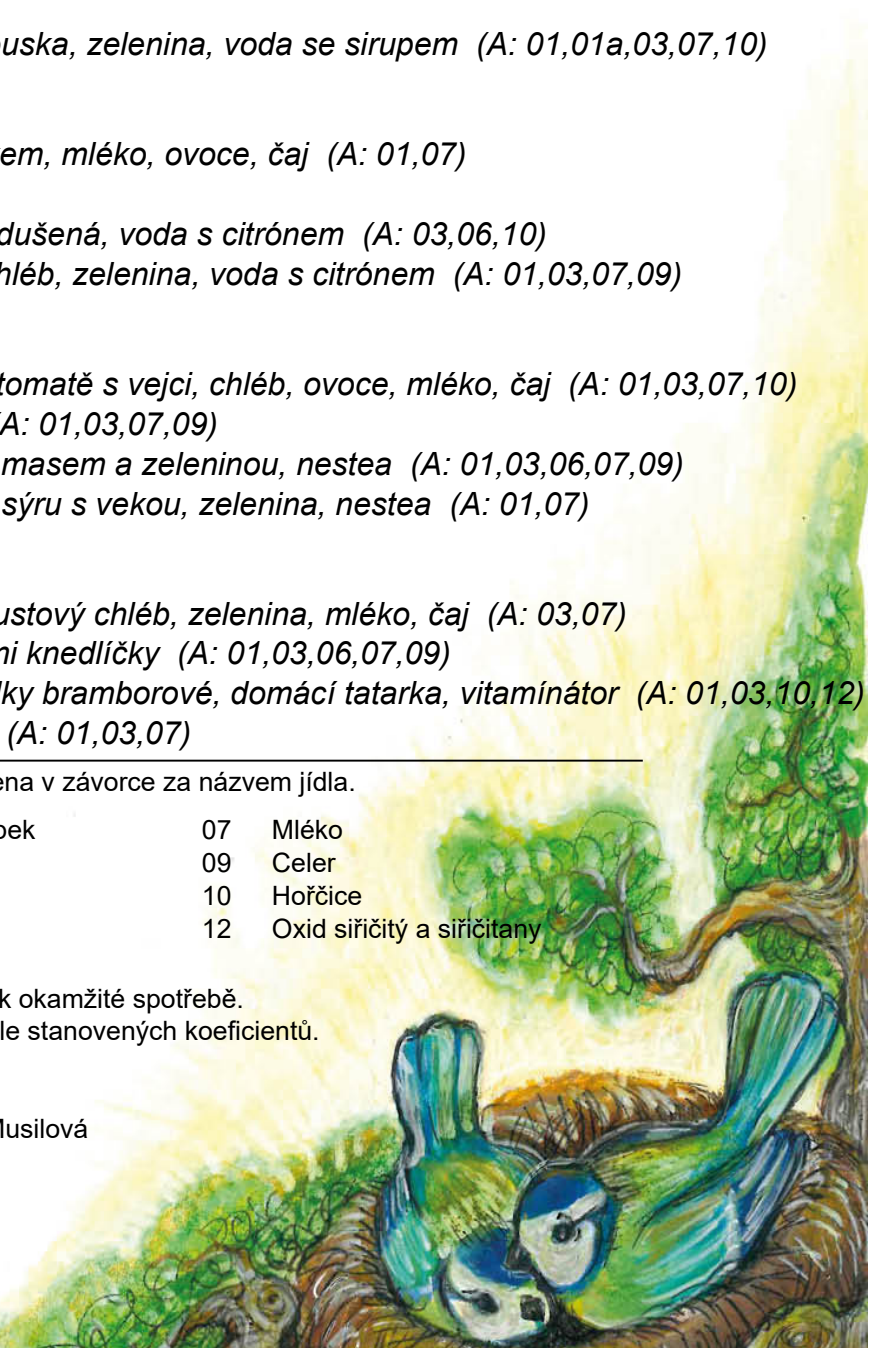 ouska, zelenina, voda se sirupem (A: 01,01a,03,07,10)
em, mléko, ovoce, čaj (A: 01,07)
dušená, voda s citrónem (A: 03,06,10)
hléb, zelenina, voda s citrónem (A: 01,03,07,09)
tomatě s vejci, chléb, ovoce, mléko, čaj (A: 01,03,07,10)
(A: 01,03,07,09)
masem a zeleninou, nestea (A: 01,03,06,07,09)
sýru s vekou, zelenina, nestea (A: 01,07)
ustový chléb, zelenina, mléko, čaj (A: 03,07)
mi knedlíčky (A: 01,03,06,07,09)
lky bramborové, domácí tatarka, vitamínátor (A: 01,03,10,12)
(A: 01,03,07)
ena v závorce za názvem jídla.
bek 07 Mléko
09 Celer
10 Hořčice
12 Oxid siřičitý a siřičitany
k okamžité spotřebě.
le stanovených koeficientů.
Musilová